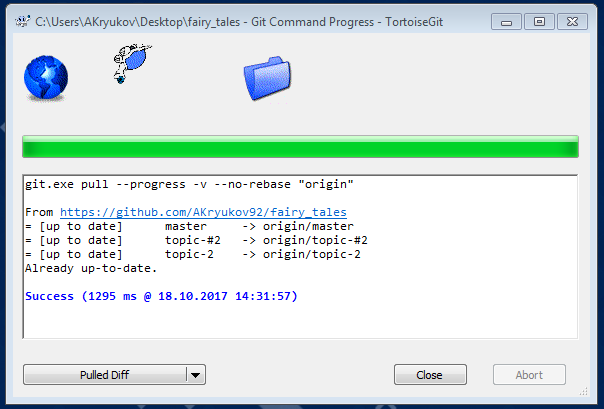 C:\Users\AKryukov\Desktop\fairy_tales - Git Command Progress - TortoiseGit
git.exe pull --progress -v --no-rebase "origin"
From https://github.com/AKryukov92/fairy_tales
= [up to date]      master     -> origin/master
= [up to date]      topic-#2   -> origin/topic-#2
= [up to date]      topic-2    -> origin/topic-2
Already up-to-date.
Success (1295 ms @ 18.10.2017 14:31:57)
Pulled Diff
Close
Abort